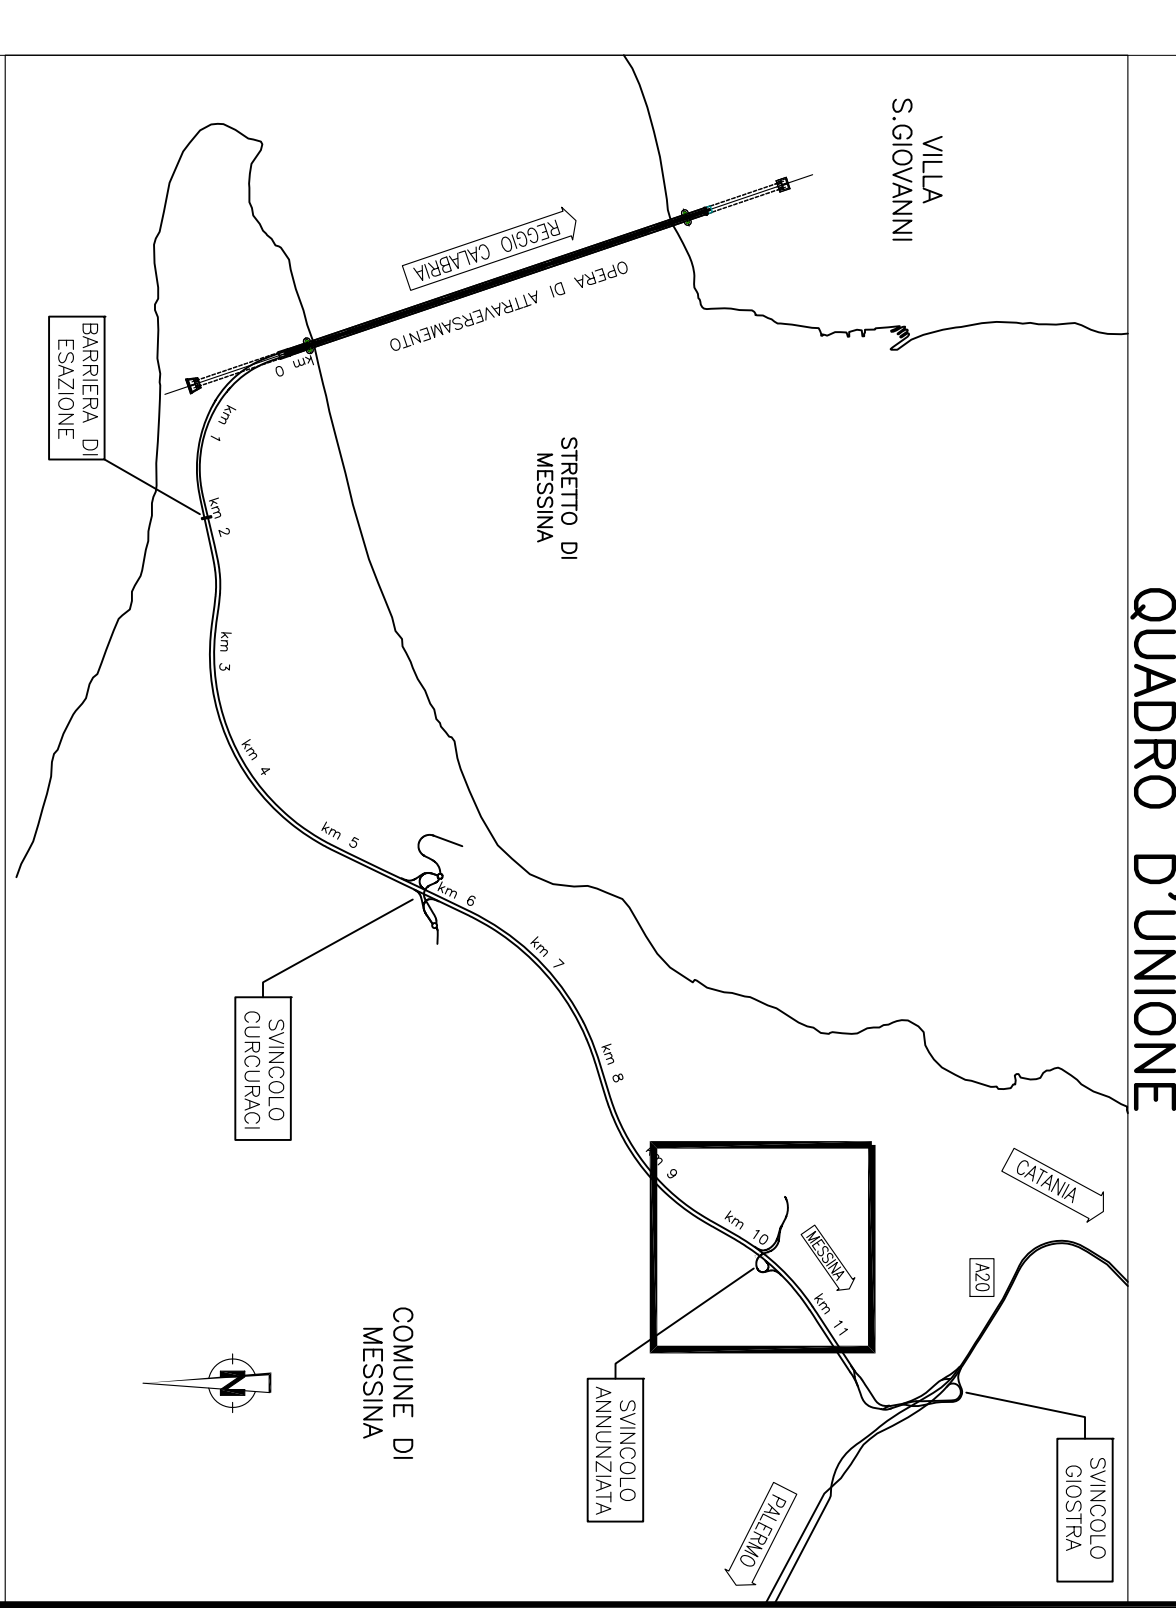 QUADRO D'UNIONE
VILLA
S.GIOVANNI
REGGIO CALABRIA
OPERA DI ATTRAVERSAMENTO
STRETTO DI
MESSINA
BARRIERA DI
ESAZIONE
km 0
km 1
km 2
km 3
km 4
km 5
km 6
km 7
km 8
km 9
km 10
km 11
SVINCOLO
CURCURACI
CATANIA
A20
MESSINA
COMUNE DI
MESSINA
SVINCOLO
ANNUNZIATA
SVINCOLO
GIOSTRA
PALERMO
N